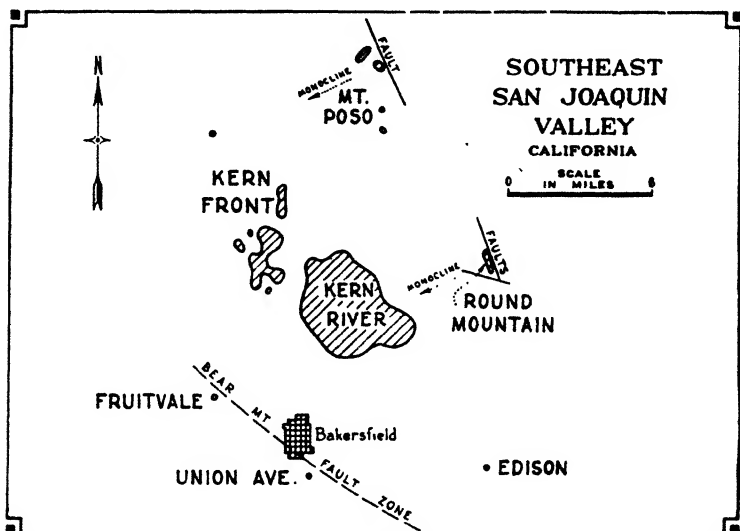 N
FAULT
MONOCLINE
MT.
POSO
SOUTHEAST
SAN JOAQUIN
VALLEY
CALIFORNIA
SCALE
0 IN MILES 6
KERN
FRONT
FAULTS
MONOCLINE
KERN
RIVER
ROUND
MOUNTAIN
BEAR MT. FAULT ZONE
FRUITVALE
Bakersfield
UNION AVE.
EDISON